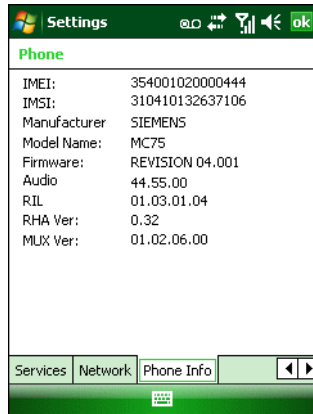 Settings ok
Phone
IMEI: 354001020000444
IMSI: 310410132637106
Manufacturer SIEMENS
Model Name: MC75
Firmware: REVISION 04.001
Audio 44.55.00
RIL 01.03.01.04
RHA Ver: 0.32
MUX Ver: 01.02.06.00
Services Network Phone Info